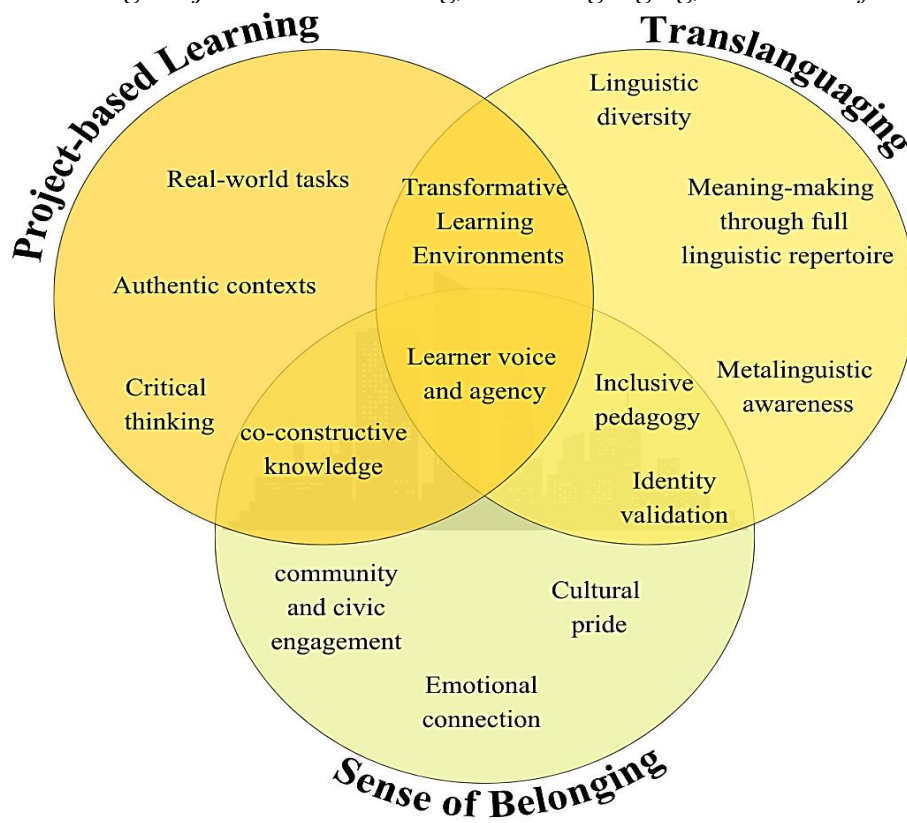 Project-based Learning
Translanguaging
Linguistic
diversity
Real-world tasks
Transformative
Learning
Environments
Meaning-making
through full
linguistic repertoire
Authentic contexts
Learner voice
and agency
Critical
thinking
Inclusive
pedagogy
Metalinguistic
awareness
co-constructive
knowledge
Identity
validation
community
and civic
engagement
Cultural
pride
Emotional
connection
Sense of Belonging